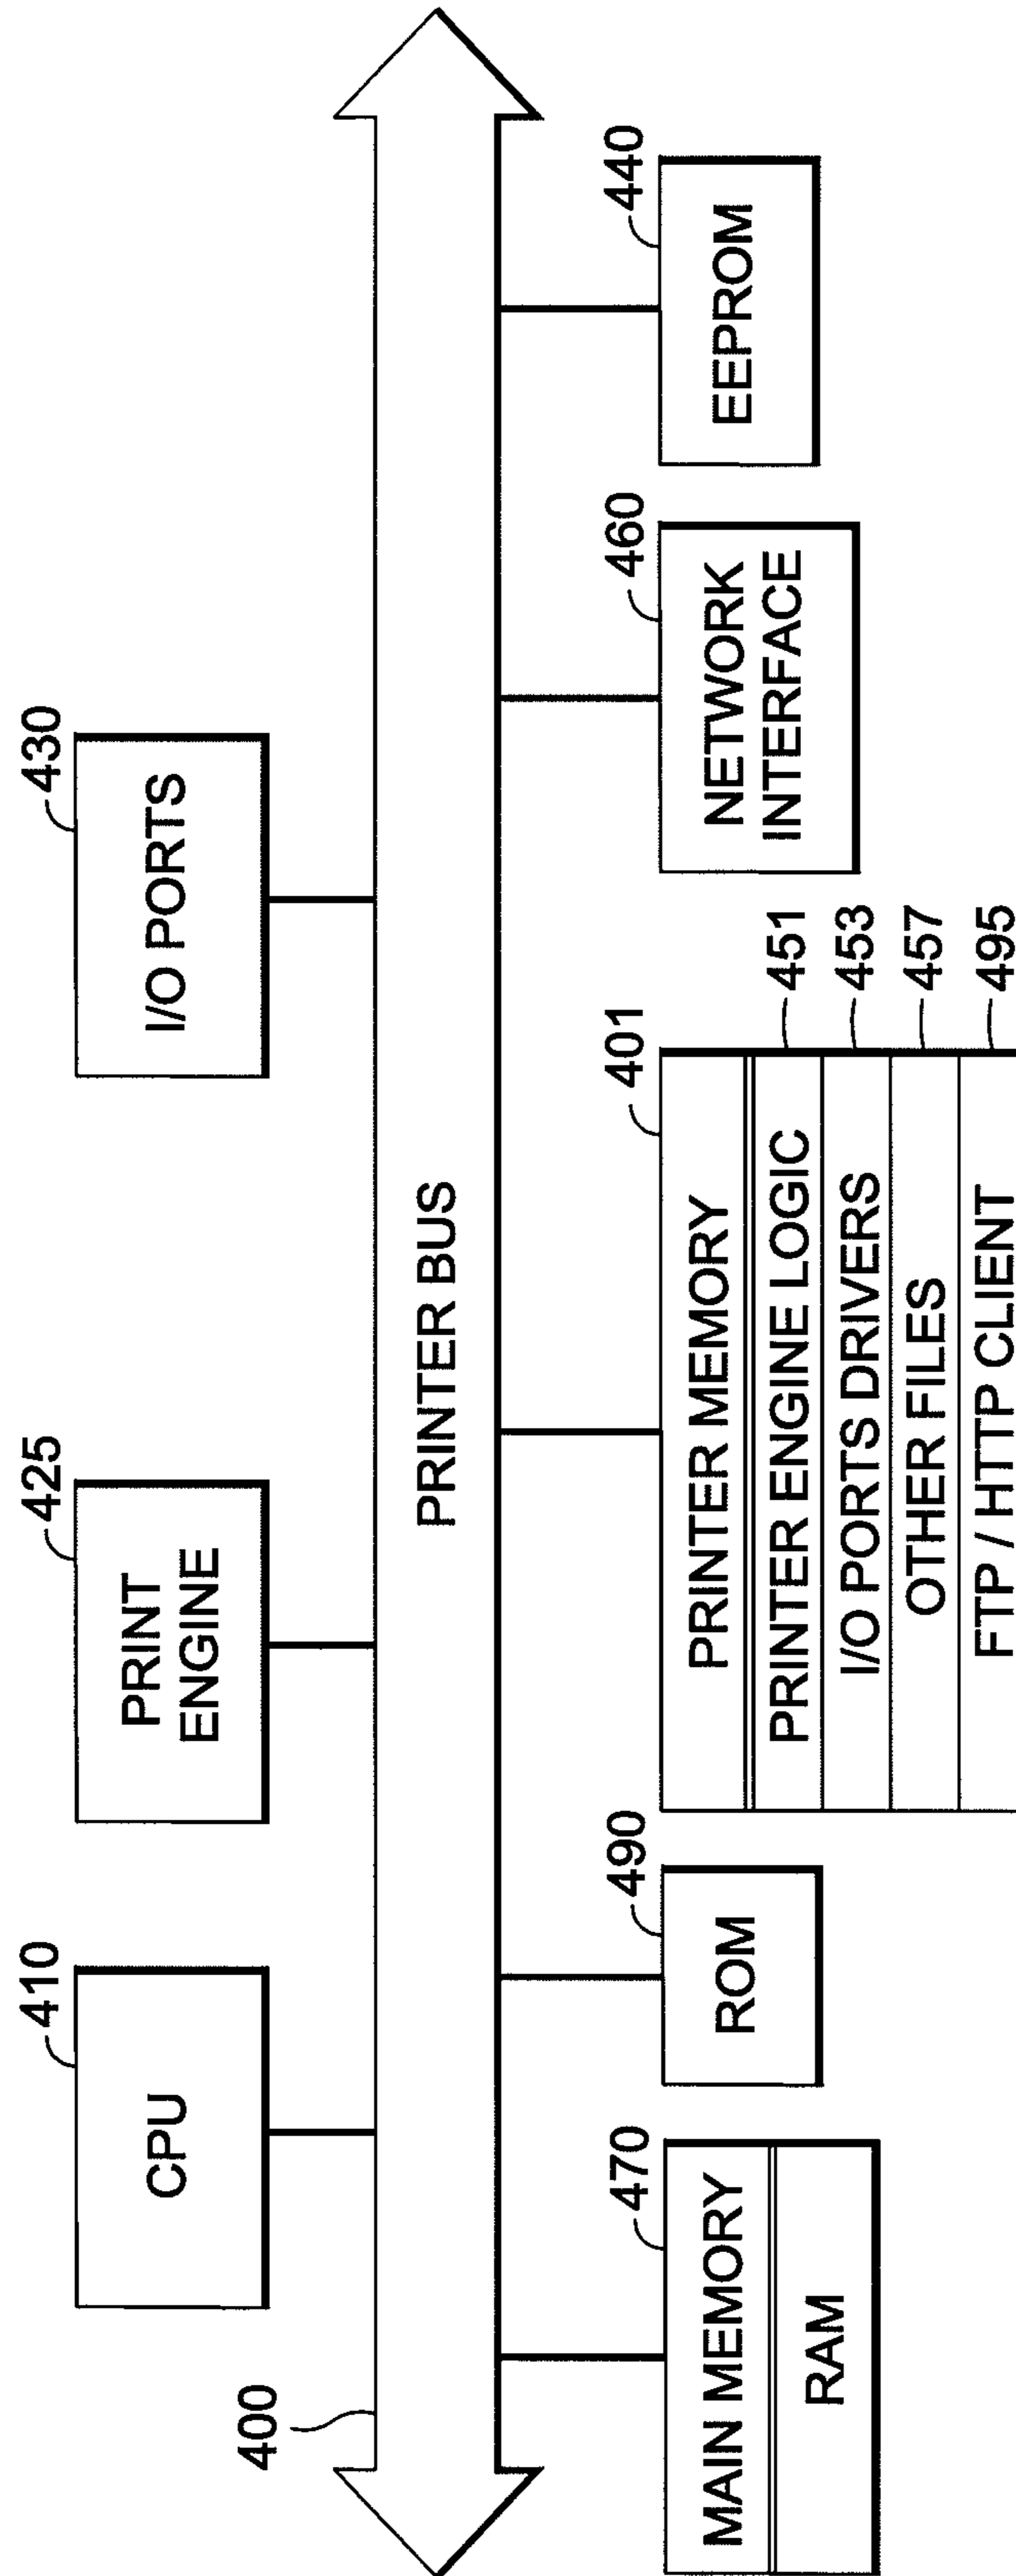 410
CPU
425
PRINT
ENGINE
430
I/O PORTS
400
PRINTER BUS
470
MAIN MEMORY
RAM
490
ROM
401
PRINTER MEMORY
PRINTER ENGINE LOGIC
451
I/O PORTS DRIVERS
453
OTHER FILES
457
FTP / HTTP CLIENT
495
460
NETWORK
INTERFACE
440
EEPROM